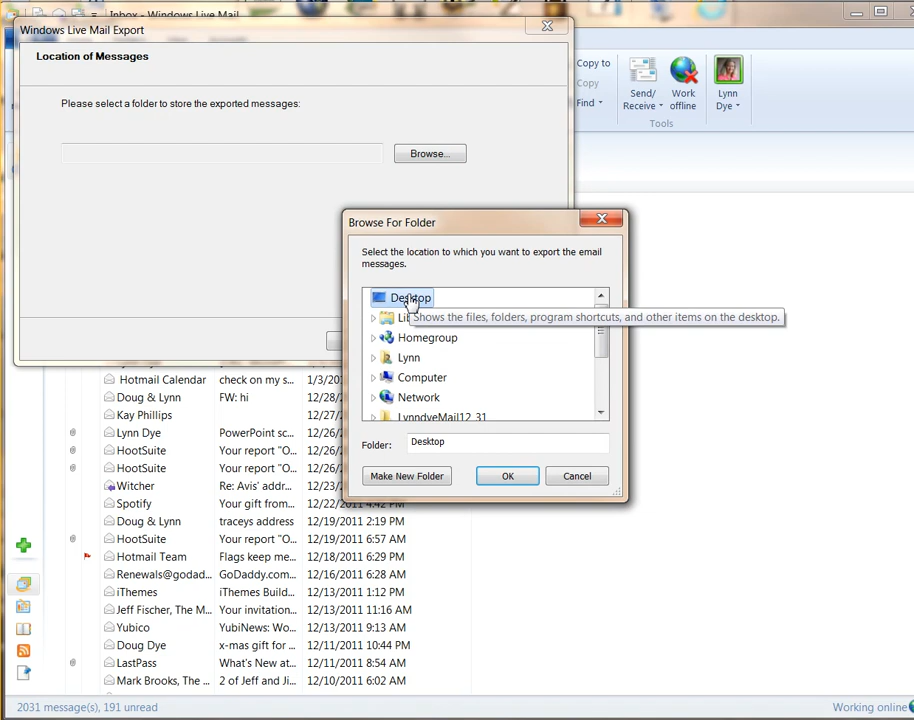 Inbox - Windows Live Mail
Windows Live Mail Export
Location of Messages
Please select a folder to store the exported messages:
Browse...
Copy to
Copy
Find
Send/
Receive
Work
offline
Lynn
Dye
Tools
Browse For Folder
Select the location to which you want to export the email
messages.
Desktop
Shows the files, folders, program shortcuts, and other items on the desktop.
Homegroup
Lynn
Computer
Network
LynndyeMail12_31
Folder: Desktop
Make New Folder OK Cancel
Hotmail Calendar check on my s... 1/3/201
Doug & Lynn FW: hi 12/28/
Kay Phillips 12/27/
Lynn Dye PowerPoint sc... 12/26/
HootSuite Your report "O... 12/26/
HootSuite Your report "O... 12/26/
Witcher Re: Avis' addr... 12/23/
Spotify Your gift from... 12/22/2011 4:42 PM
Doug & Lynn traceys address 12/19/2011 2:19 PM
HootSuite Your report "O... 12/19/2011 6:57 AM
Hotmail Team Flags keep me... 12/18/2011 6:29 PM
Renewals@godad... GoDaddy.com... 12/16/2011 6:28 AM
iThemes iThemes Build... 12/13/2011 1:12 PM
Jeff Fischer, The M... Your invitation... 12/13/2011 11:16 AM
Yubico YubiNews: Wo... 12/13/2011 9:13 AM
Doug Dye x-mas gift for ... 12/11/2011 10:44 PM
LastPass What's New at... 12/11/2011 8:54 AM
Mark Brooks, The ... 2 of Jeff and Ji... 12/10/2011 6:02 AM
2031 message(s), 191 unread
Working online